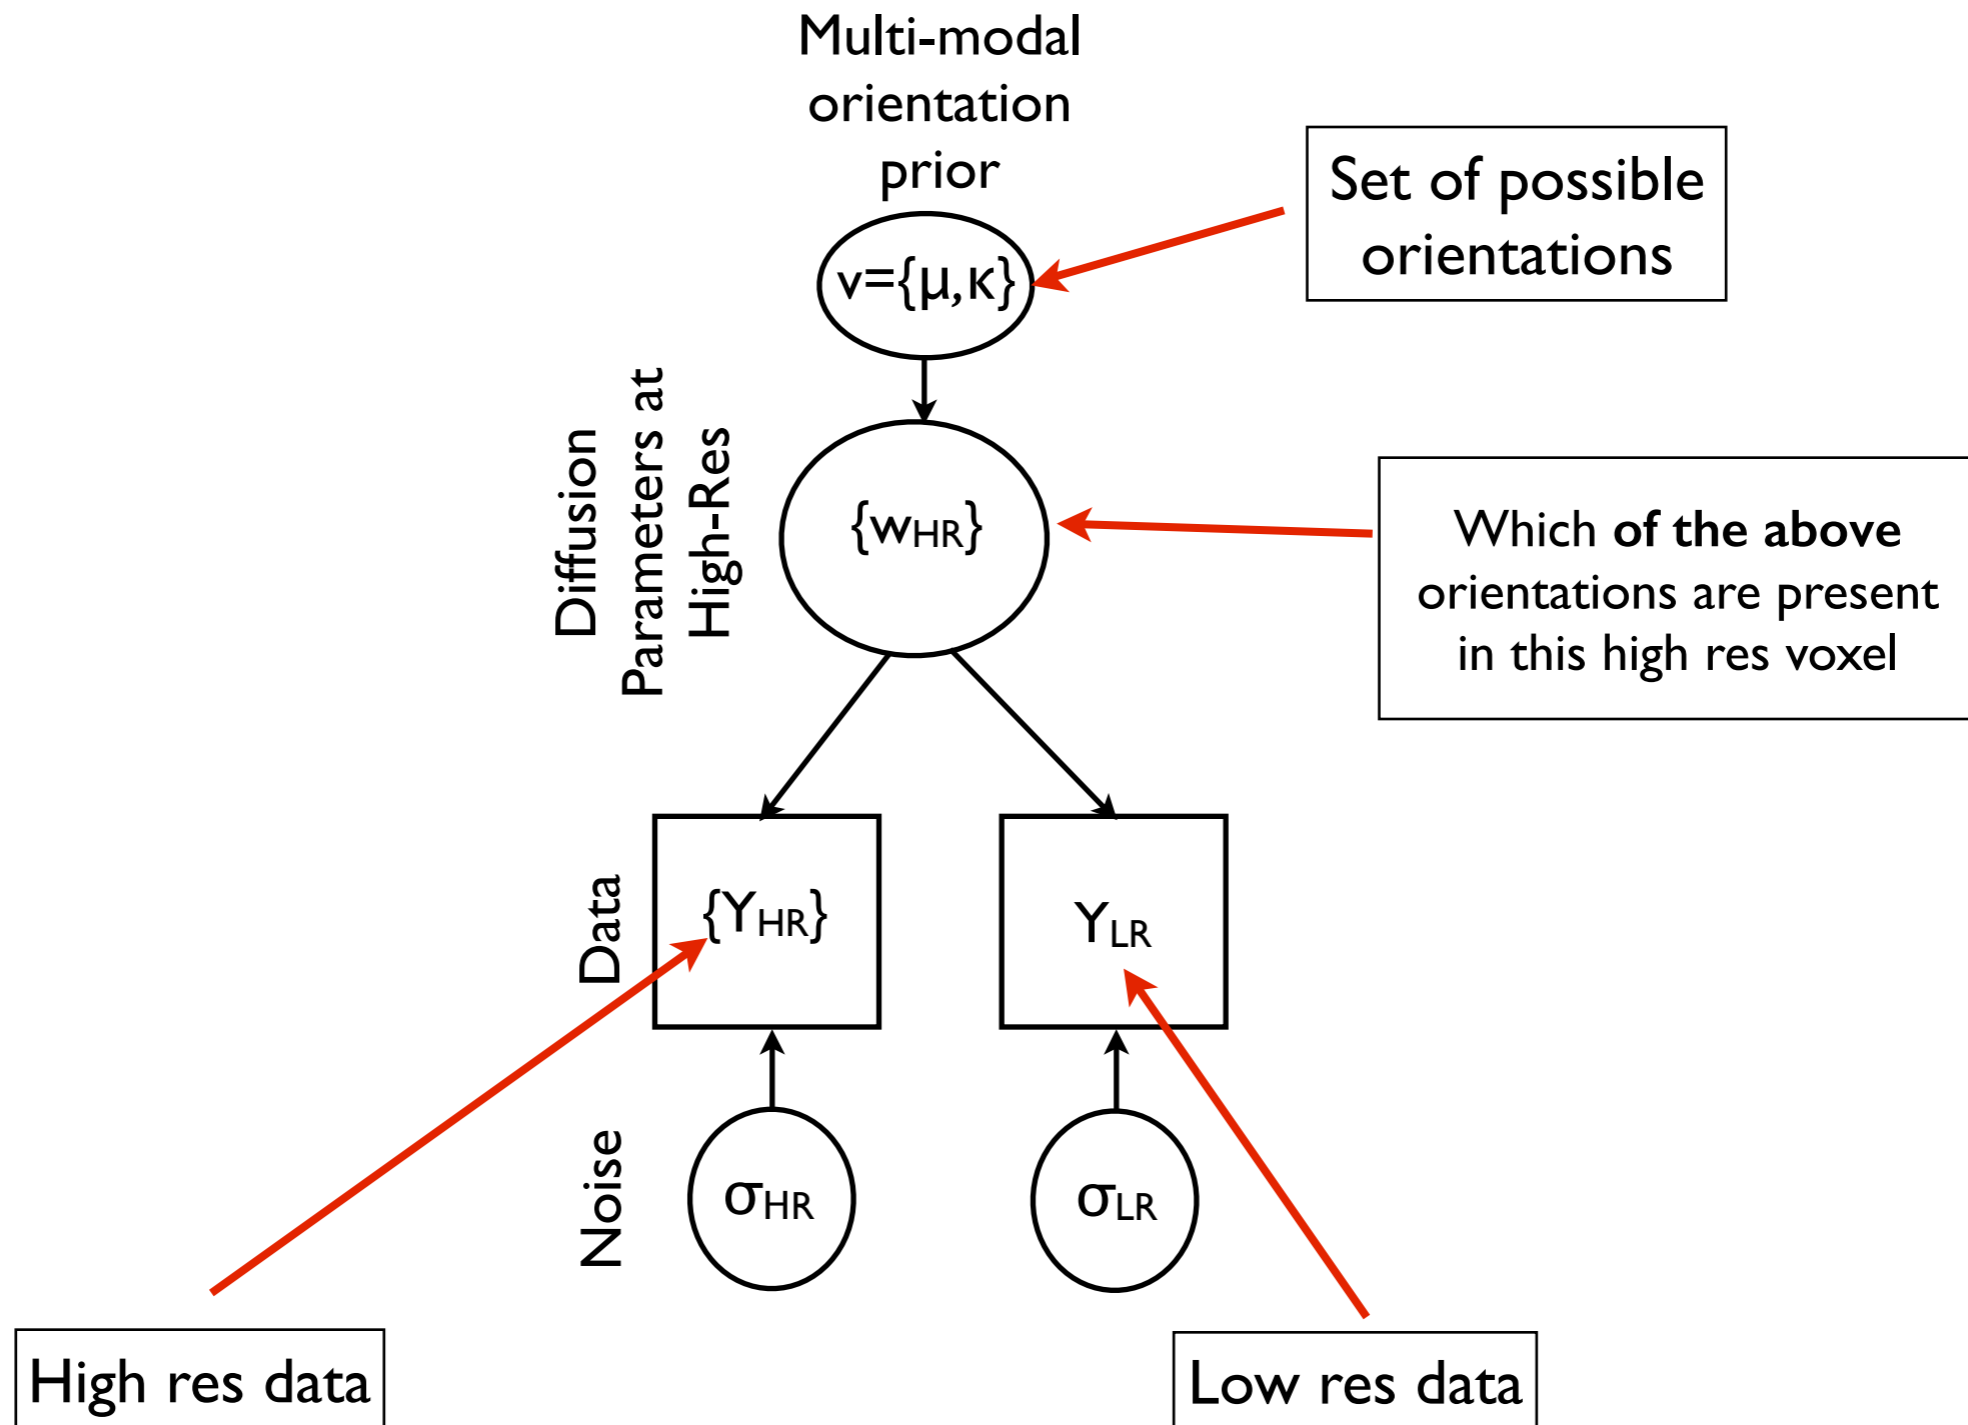 Multi-modal
orientation
prior
Set of possible
orientations
v={μ,κ}
Diffusion
Parameters at
High-Res
{wHR}
Which of the above
orientations are present
in this high res voxel
Data
{YHR}
YLR
Noise
σHR
σLR
High res data
Low res data